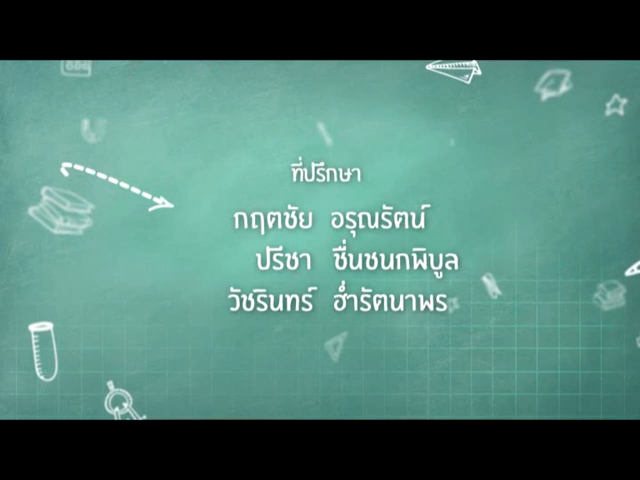 ที่ปรึกษา
กฤตชัย อรุณรัตน์
ปรีชา ชื่นชนกพิบูล
วัชรินทร์ ฮ่ำรัตนาพร